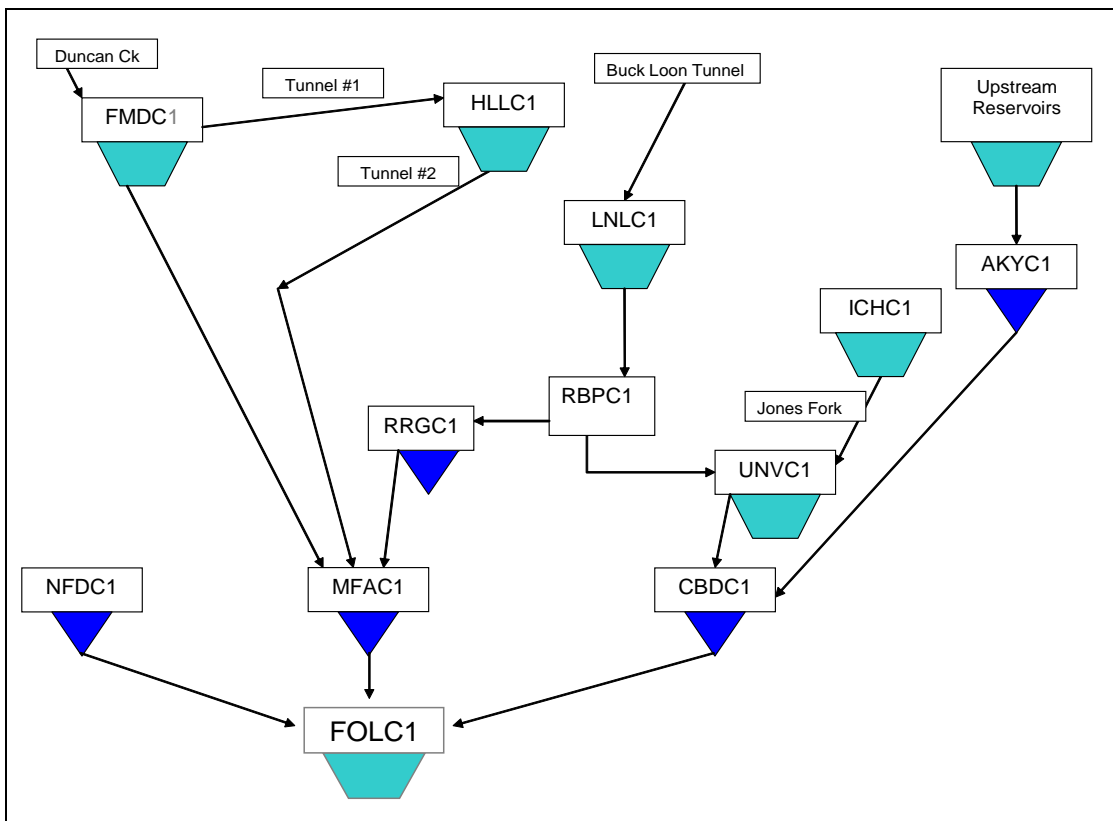 Duncan Ck
Tunnel #1
Buck Loon Tunnel
Upstream
Reservoirs
FMDC1
HLLC1
Tunnel #2
LNLC1
AKYC1
ICHC1
RBPC1
Jones Fork
RRGC1
UNVC1
NFDC1
MFAC1
CBDC1
FOLC1